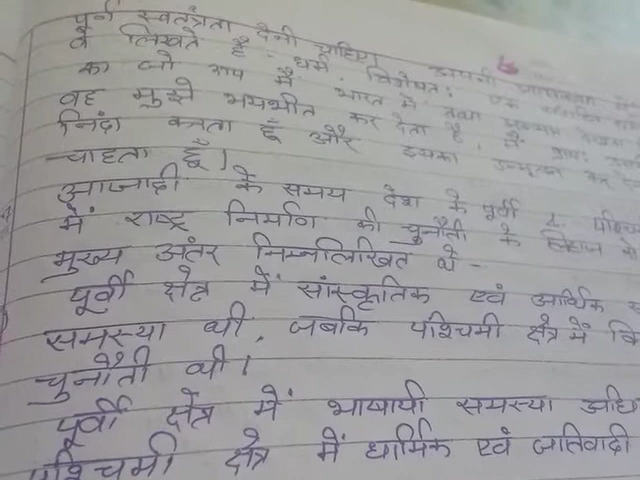 पूर्ण स्वतंत्रता देनी चाहिए।
वे लिखते हैं - धर्म, विशेषत: एक
का जो रूप मैं भारत में तथा
वह मुझे भयभीत कर देता है, मैं प्राय:
निंदा करता हूँ और इसका उन्मूलन कर
चाहता हूँ।
आजादी के समय देश के पूर्वी
में राष्ट्र निर्माण की चुनौती के लिहाज से
मुख्य अंतर निम्नलिखित थे -
पूर्वी क्षेत्र में सांस्कृतिक एवं आर्थिक
समस्या थी, जबकि पश्चिमी क्षेत्र में वि
चुनौती थी।
पूर्वी क्षेत्र में भाषायी समस्या अधि
पश्चिमी क्षेत्र में धार्मिक एवं जातिवादी